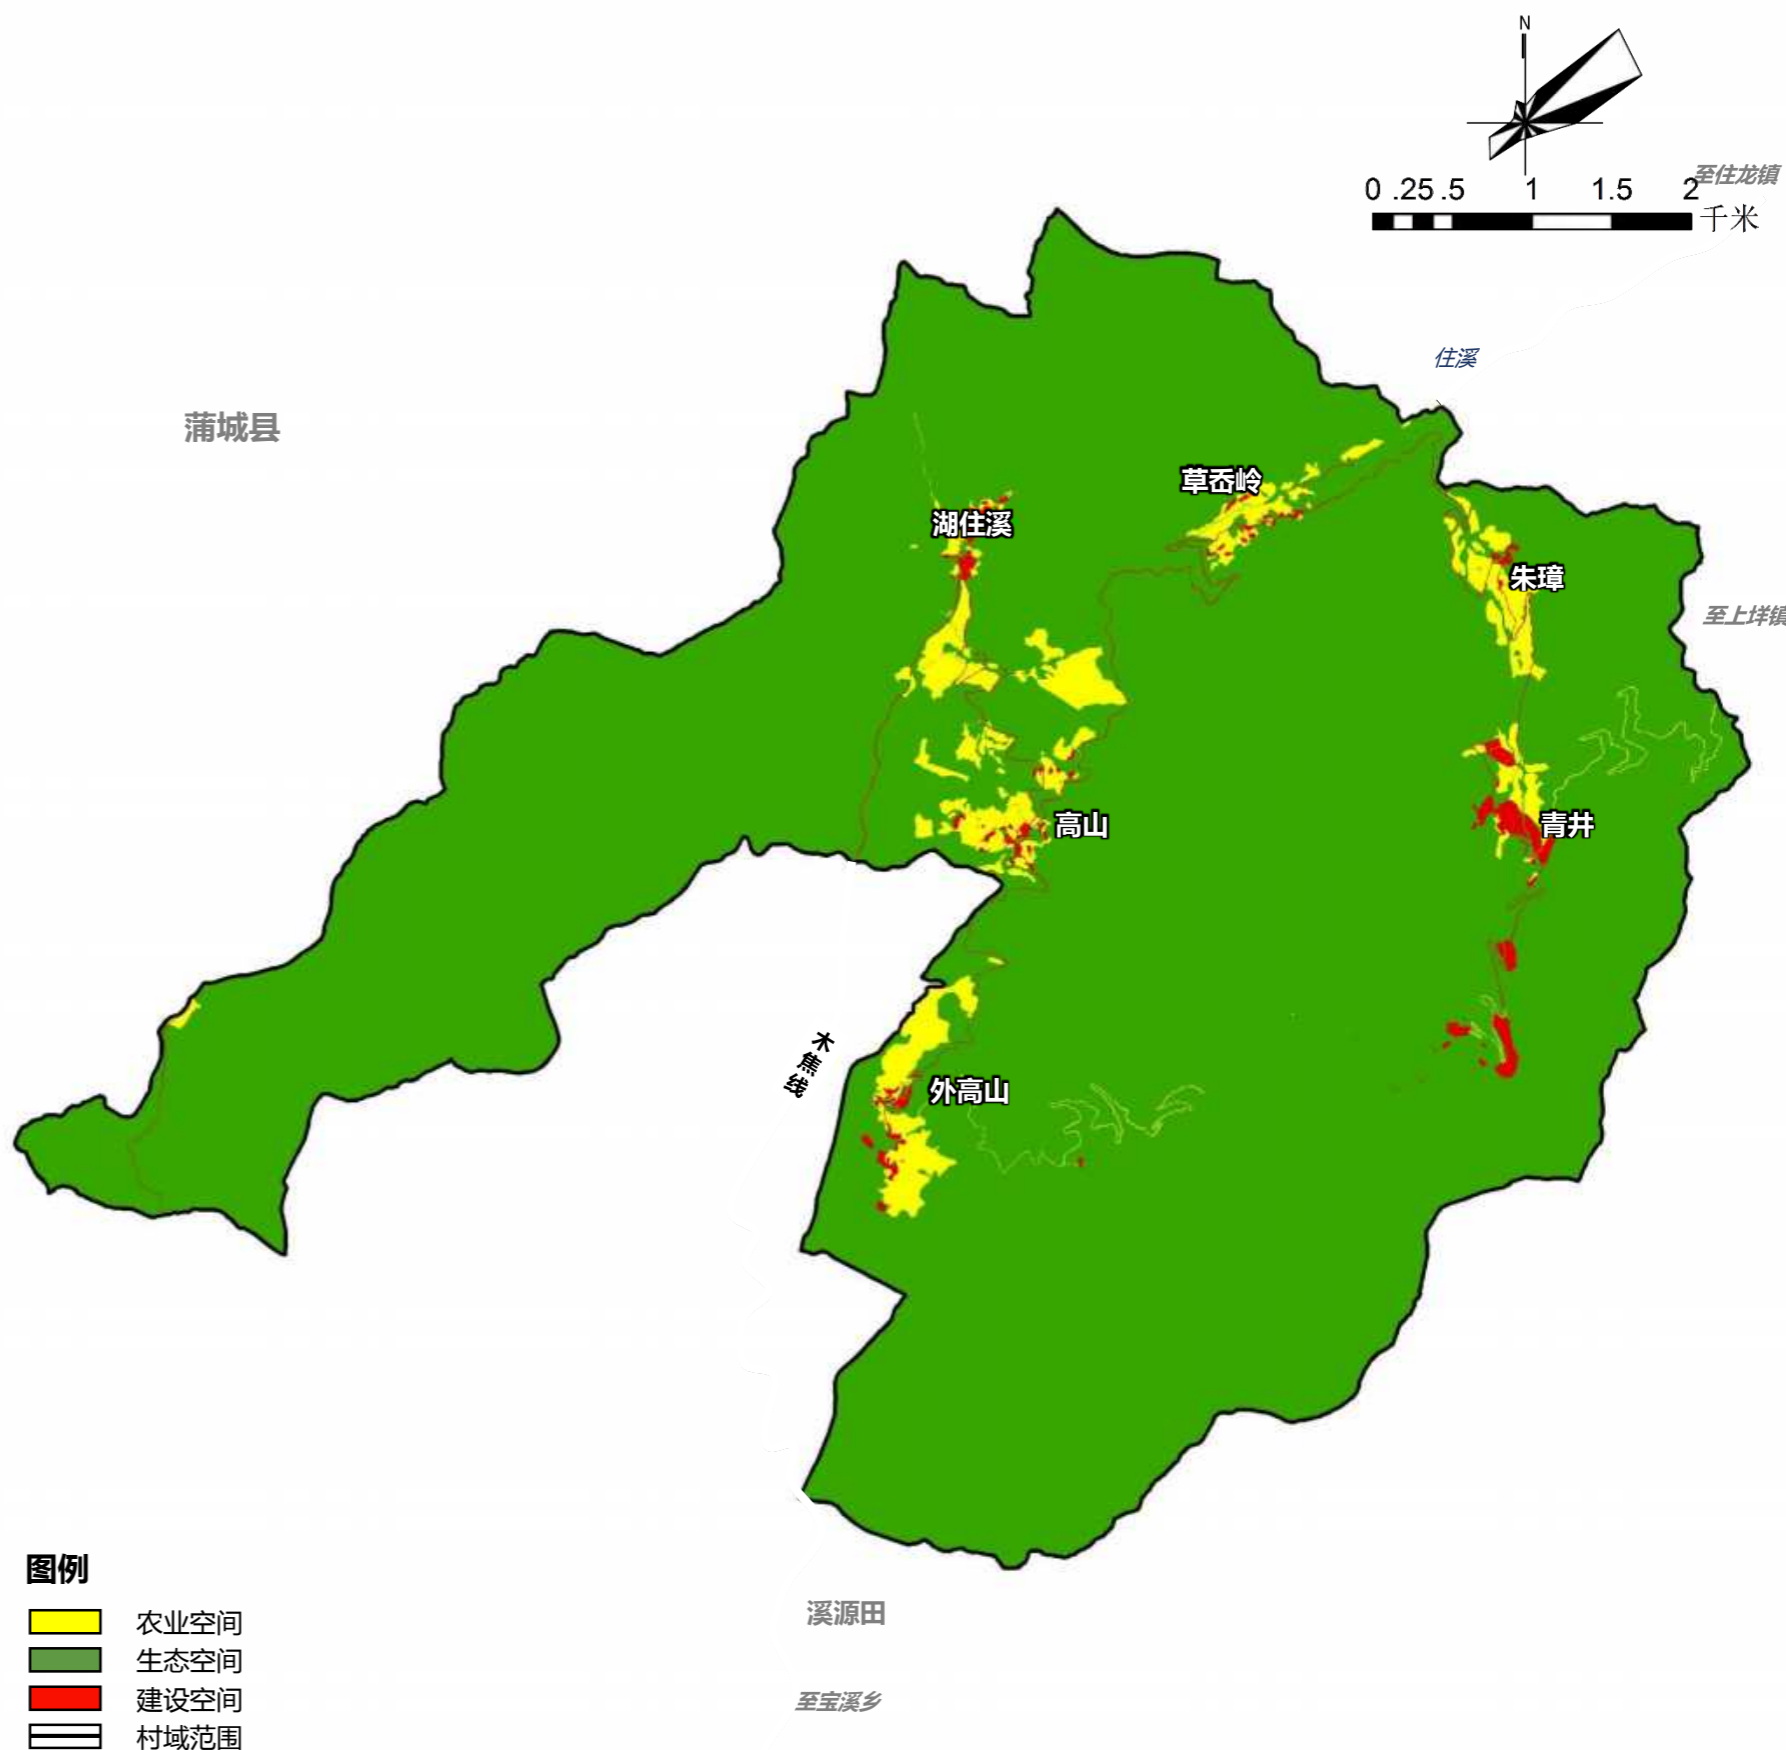 N
至住龙镇
0 .25 .5 1 1.5 2
千米
住溪
蒲城县
草岙岭
湖住溪
朱璋
至上垟镇
高山
青井
木焦线
外高山
图例
农业空间
生态空间
建设空间
村域范围
溪源田
至宝溪乡